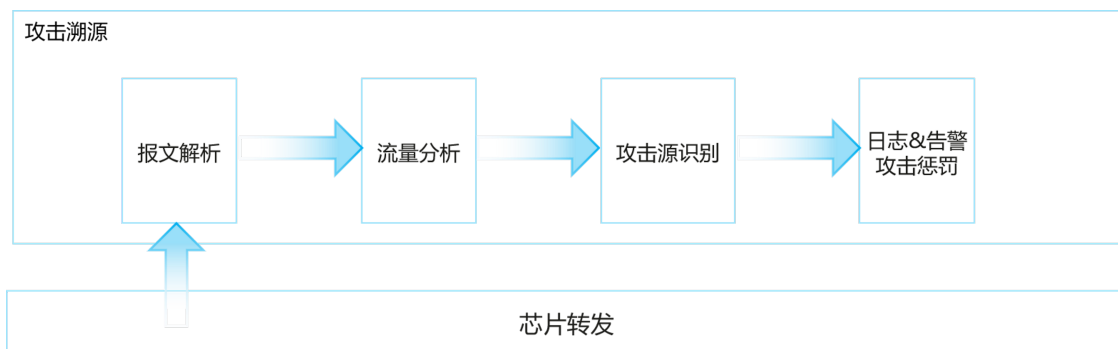 攻击溯源
报文解析
流量分析
攻击源识别
日志&告警
攻击惩罚
芯片转发